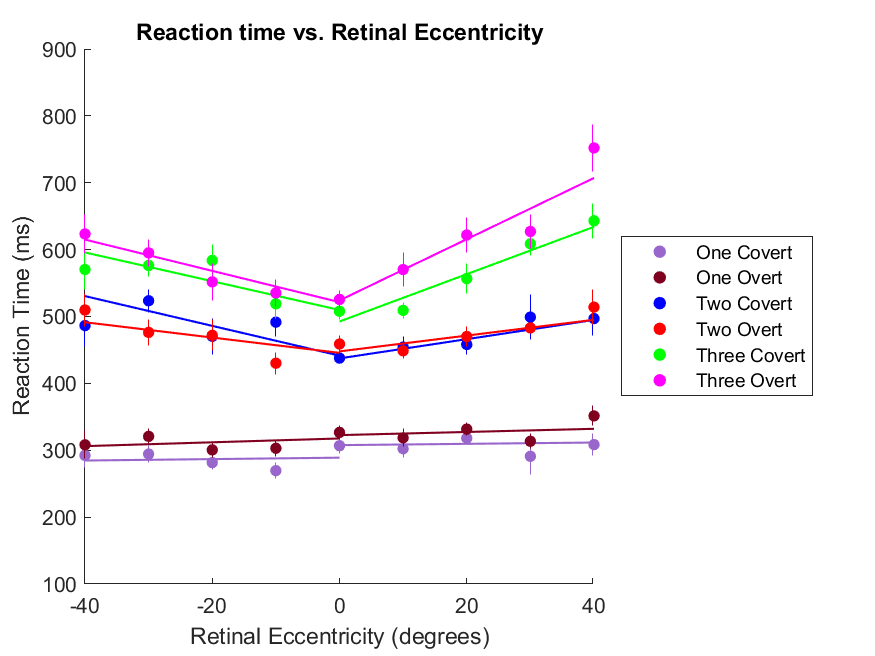 Reaction time vs. Retinal Eccentricity
900
800
700
600
500
400
300
200
100
Reaction Time (ms)
-40
-20
0
20
40
Retinal Eccentricity (degrees)
One Covert
One Overt
Two Covert
Two Overt
Three Covert
Three Overt